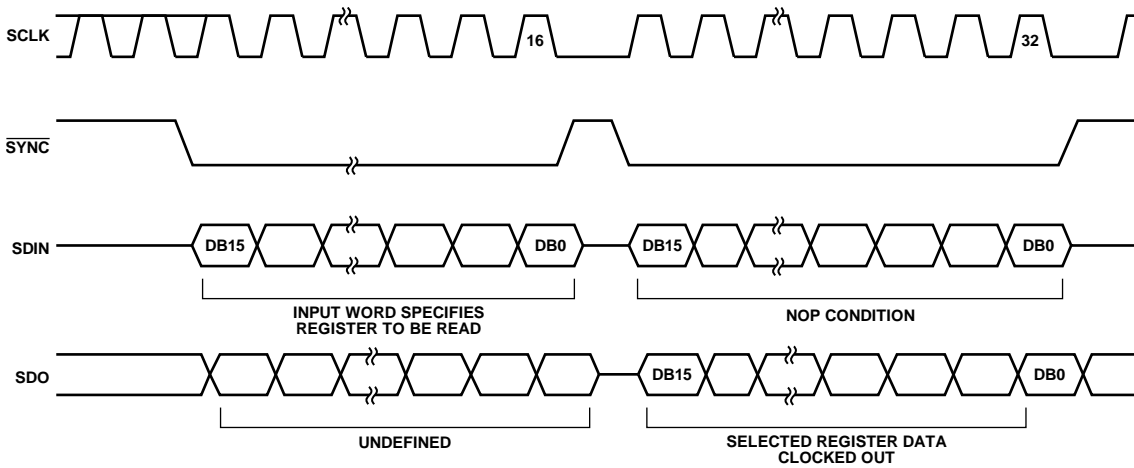 SCLK
16
32
SYNC
SDIN
DB15
DB0
DB15
DB0
INPUT WORD SPECIFIES
REGISTER TO BE READ
NOP CONDITION
SDO
DB15
DB0
UNDEFINED
SELECTED REGISTER DATA
CLOCKED OUT